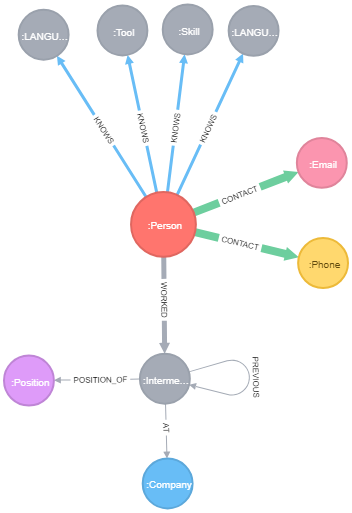 :LANGU...
:Tool
:Skill
:LANGU...
KNOWS
KNOWS
KNOWS
KNOWS
:Email
CONTACT
:Person
CONTACT
:Phone
WORKED
:Position
POSITION_OF
:Interme...
PREVIOUS
AT
:Company